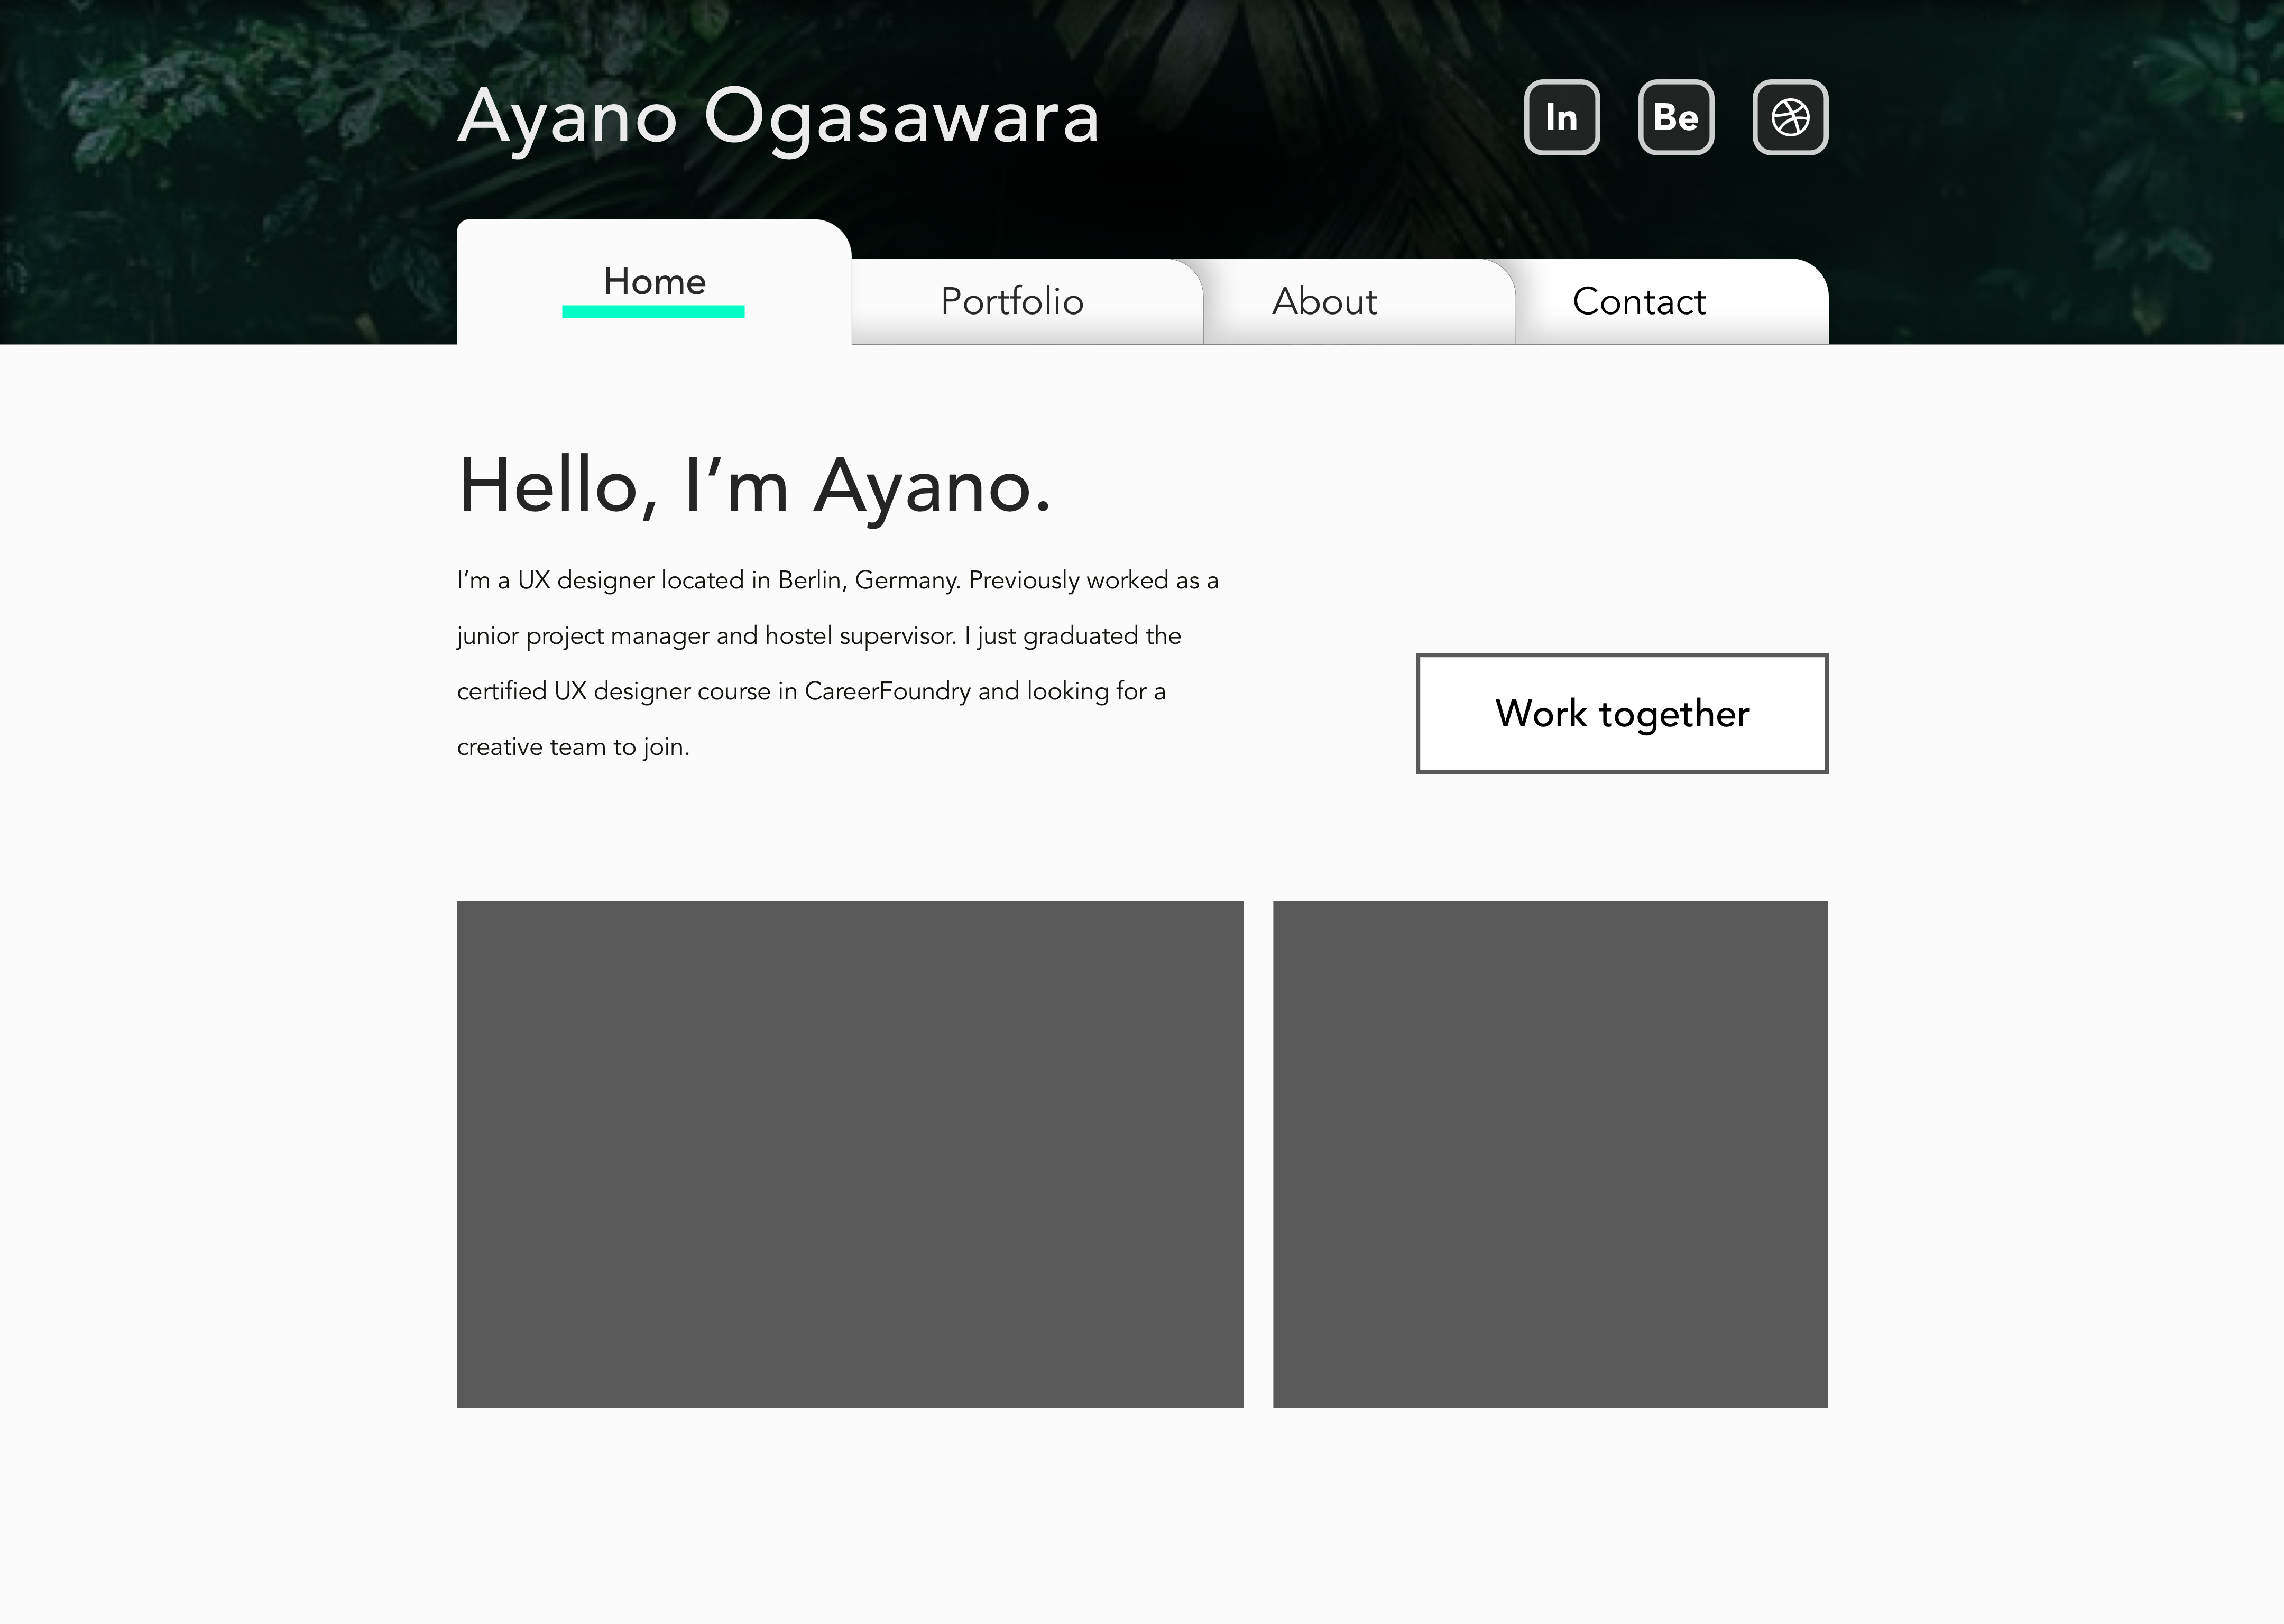 Ayano Ogasawara
In
Be
Home
Portfolio
About
Contact
Hello, I’m Ayano.
I’m a UX designer located in Berlin, Germany. Previously worked as a
junior project manager and hostel supervisor. I just graduated the
certified UX designer course in CareerFoundry and looking for a
creative team to join.
Work together